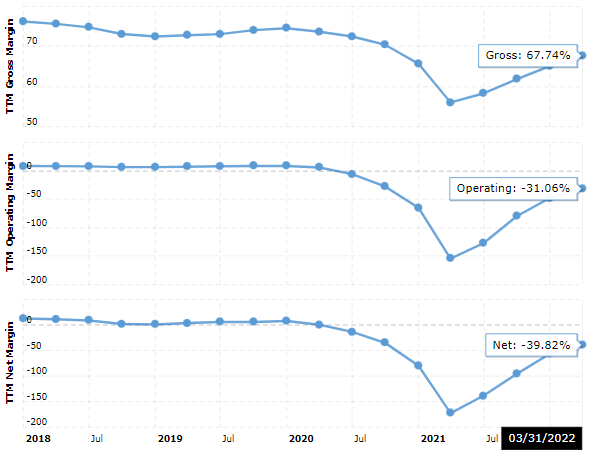 TTM Gross Margin
70
60
50
Gross: 67.74%
TTM Operating Margin
0
-50
-100
-150
-200
Operating: -31.06%
TTM Net Margin
0
-50
-100
-150
-200
Net: -39.82%
2018 Jul 2019 Jul 2020 Jul 2021 Jul 03/31/2022